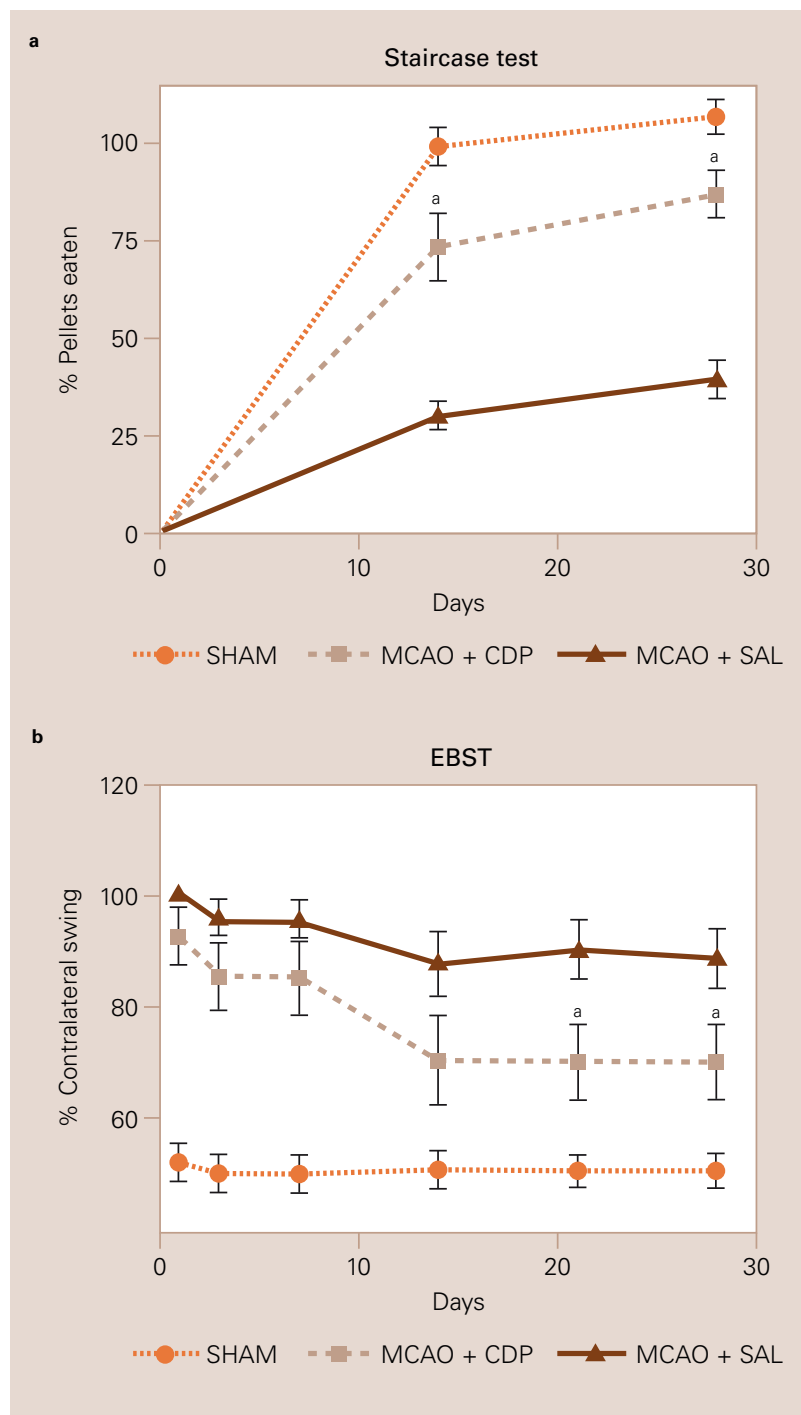 a
Staircase test
% Pellets eaten
100
75
50
25
0
a
a
0 10 20 30
Days
SHAM MCAO + CDP MCAO + SAL
b
EBST
% Contralateral swing
120
100
80
60
a a
0 10 20 30
Days
SHAM MCAO + CDP MCAO + SAL